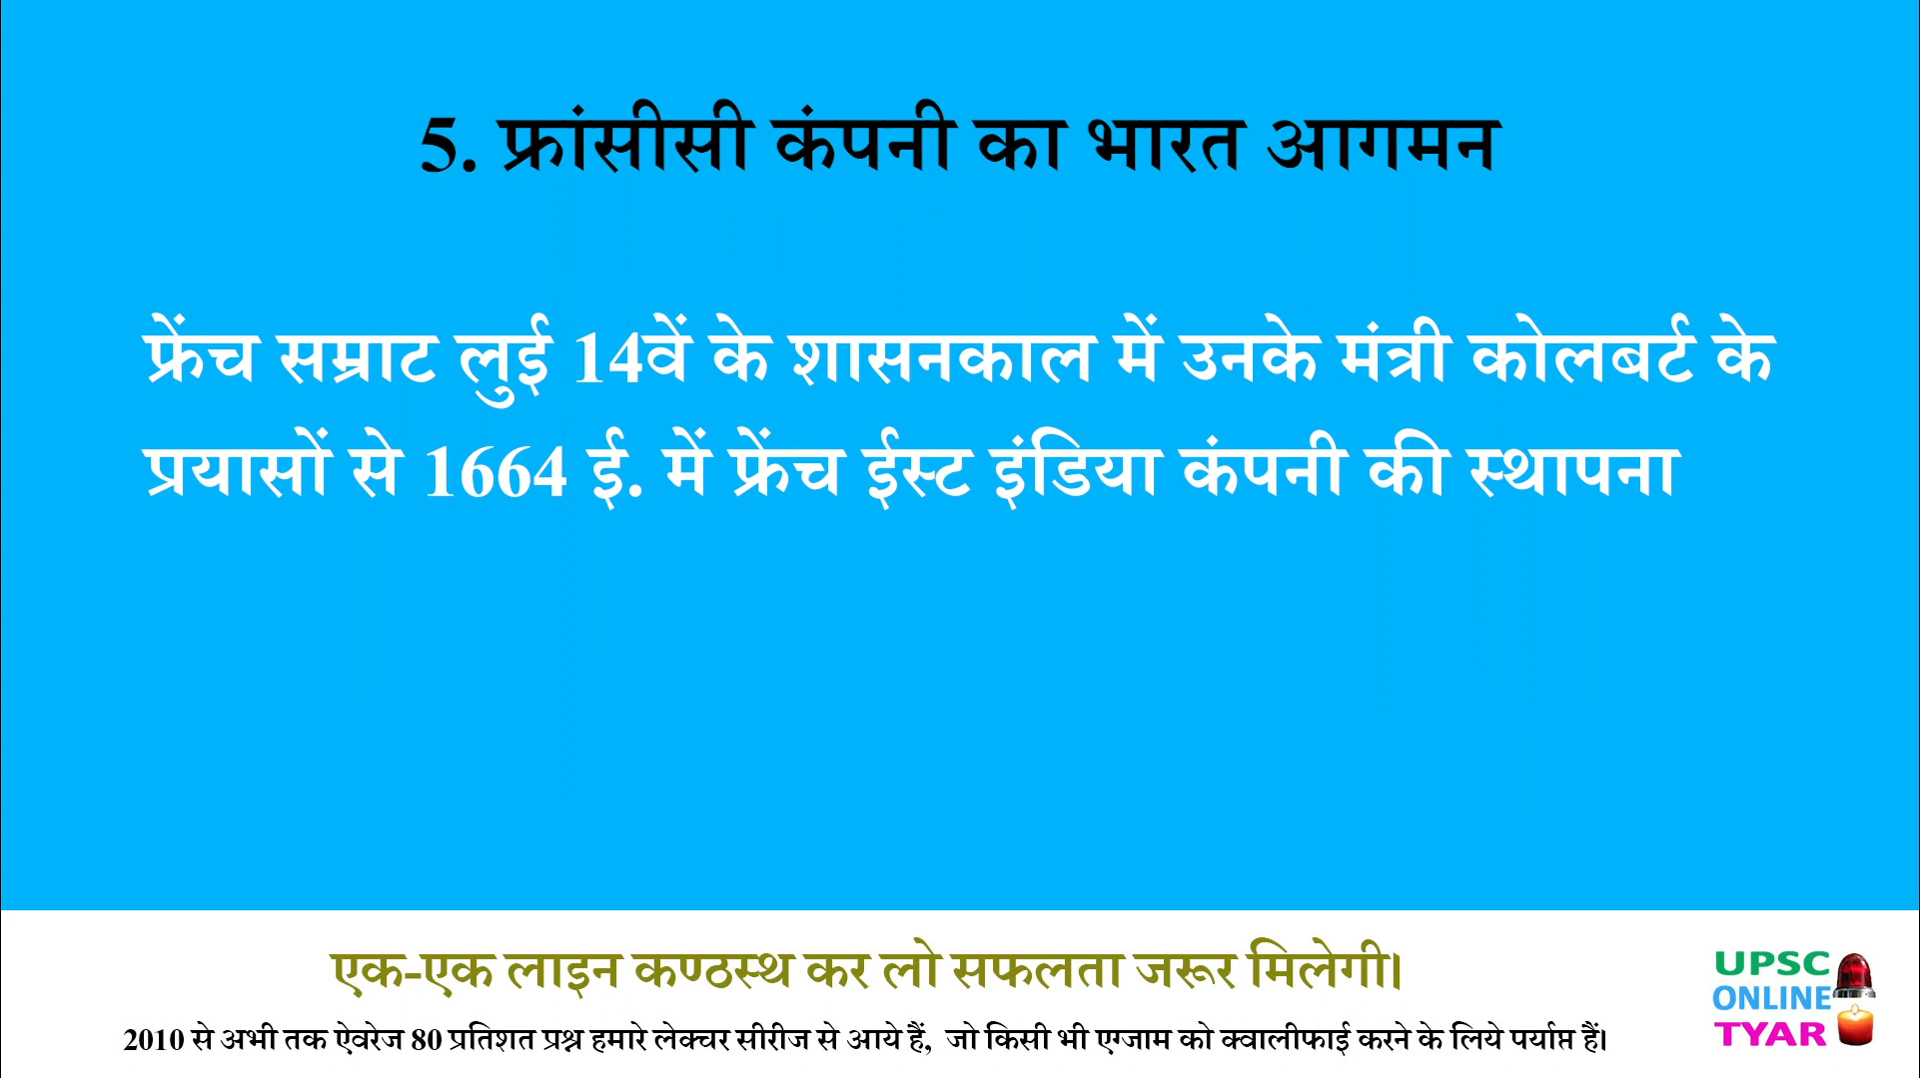 5. फ्रांसीसी कंपनी का भारत आगमन
फ्रेंच सम्राट लुई 14वें के शासनकाल में उनके मंत्री कोलबर्ट के
प्रयासों से 1664 ई. में फ्रेंच ईस्ट इंडिया कंपनी की स्थापना
एक-एक लाइन कण्ठस्थ कर लो सफलता जरूर मिलेगी।
2010 से अभी तक ऐवरेज 80 प्रतिशत प्रश्न हमारे लेक्चर सीरीज से आये हैं, जो किसी भी एग्जाम को क्वालीफाई करने के लिये पर्याप्त हैं।
UPSC
ONLINE
TYAR